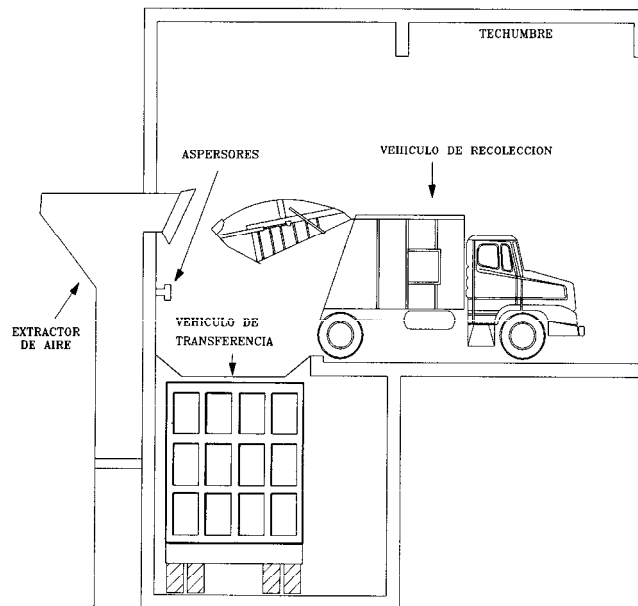 TECHUMBRE
ASPERSORES
VEHICULO DE RECOLECCION
EXTRACTOR
DE AIRE
VEHICULO DE
TRANSFERENCIA